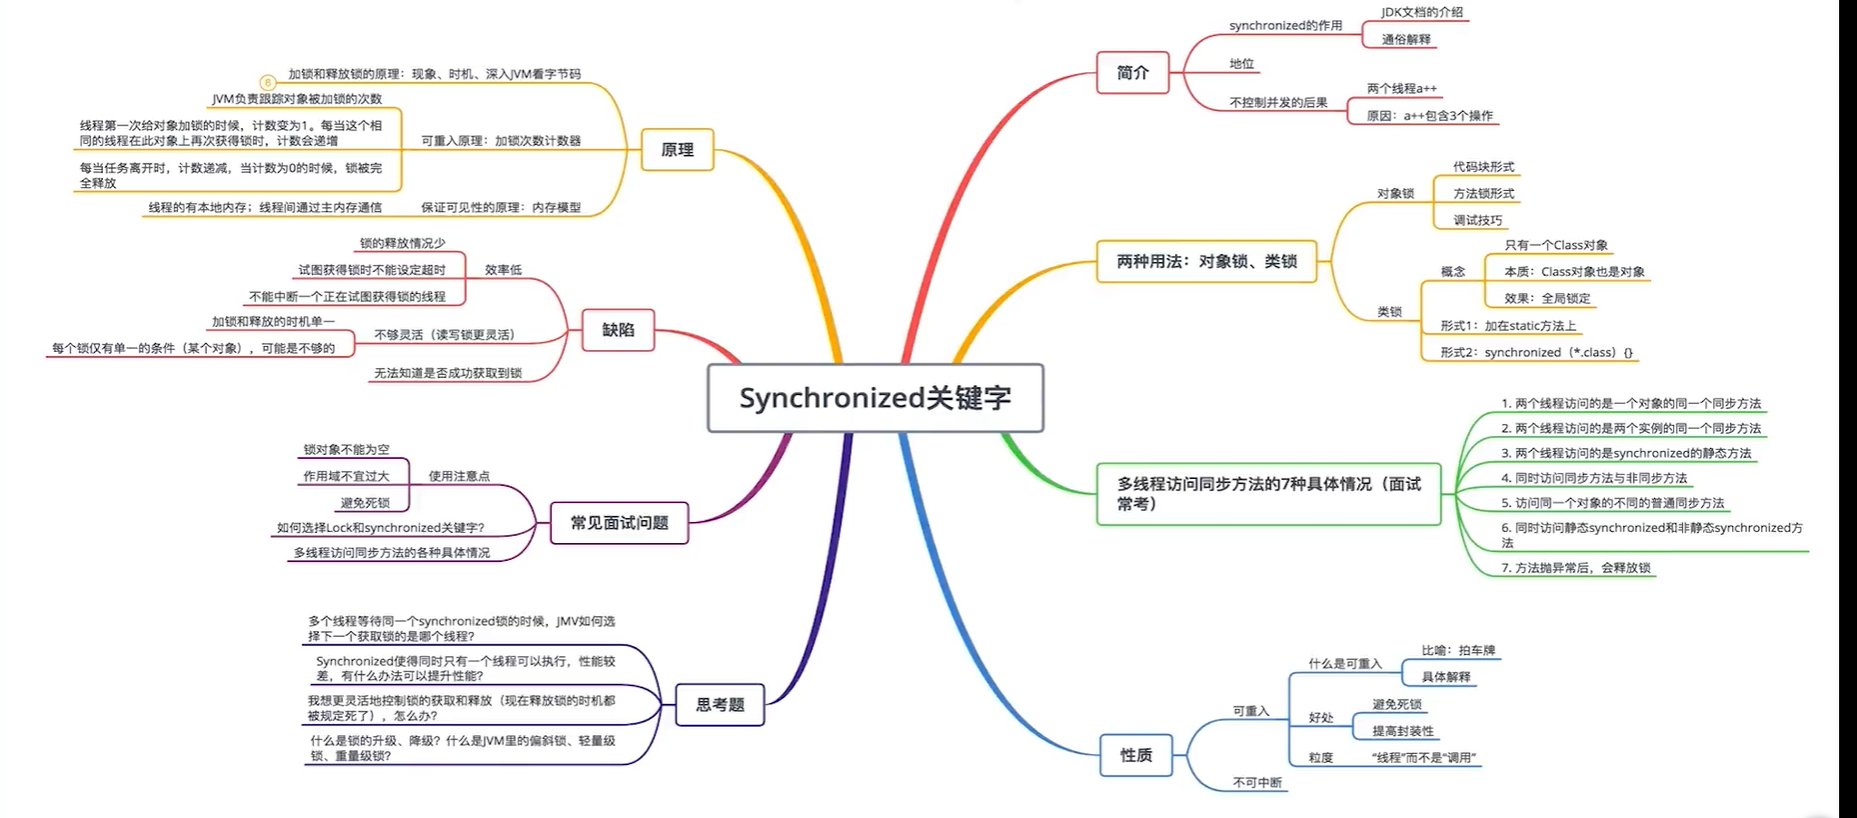 Synchronized关键字
简介
synchronized的作用
JDK文档的介绍
通俗解释
地位
不控制并发的后果
两个线程a++
原因：a++包含3个操作
两种用法：对象锁、类锁
对象锁
代码块形式
方法锁形式
调试技巧
类锁
概念
只有一个Class对象
本质：Class对象也是对象
效果：全局锁定
形式1：加在static方法上
形式2：synchronized（*.class）{}
多线程访问同步方法的7种具体情况（面试
常考）
1. 两个线程访问的是一个对象的同一个同步方法
2. 两个线程访问的是两个实例的同一个同步方法
3. 两个线程访问的是synchronized的静态方法
4. 同时访问同步方法与非同步方法
5. 访问同一个对象的不同的普通同步方法
6. 同时访问静态synchronized和非静态synchronized方
法
7. 方法抛异常后，会释放锁
性质
可重入
什么是可重入
比喻：拍车牌
具体解释
好处
避免死锁
提高封装性
粒度
“线程”而不是“调用”
不可中断
原理
加锁和释放锁的原理：现象、时机、深入JVM看字节码
6
可重入原理：加锁次数计数器
JVM负责跟踪对象被加锁的次数
线程第一次给对象加锁的时候，计数变为1。每当这个相
同的线程在此对象上再次获得锁时，计数会递增
每当任务离开时，计数递减，当计数为0的时候，锁被完
全释放
保证可见性的原理：内存模型
线程的有本地内存；线程间通过主内存通信
缺陷
效率低
锁的释放情况少
试图获得锁时不能设定超时
不能中断一个正在试图获得锁的线程
不够灵活（读写锁更灵活）
加锁和释放的时机单一
每个锁仅有单一的条件（某个对象），可能是不够的
无法知道是否成功获取到锁
常见面试问题
使用注意点
锁对象不能为空
作用域不宜过大
避免死锁
如何选择Lock和synchronized关键字？
多线程访问同步方法的各种具体情况
思考题
多个线程等待同一个synchronized锁的时候，JMV如何选
择下一个获取锁的是哪个线程？
Synchronized使得同时只有一个线程可以执行，性能较
差，有什么办法可以提升性能？
我想更灵活地控制锁的获取和释放（现在释放锁的时机都
被规定死了），怎么办？
什么是锁的升级、降级？什么是JVM里的偏斜锁、轻量级
锁、重量级锁？